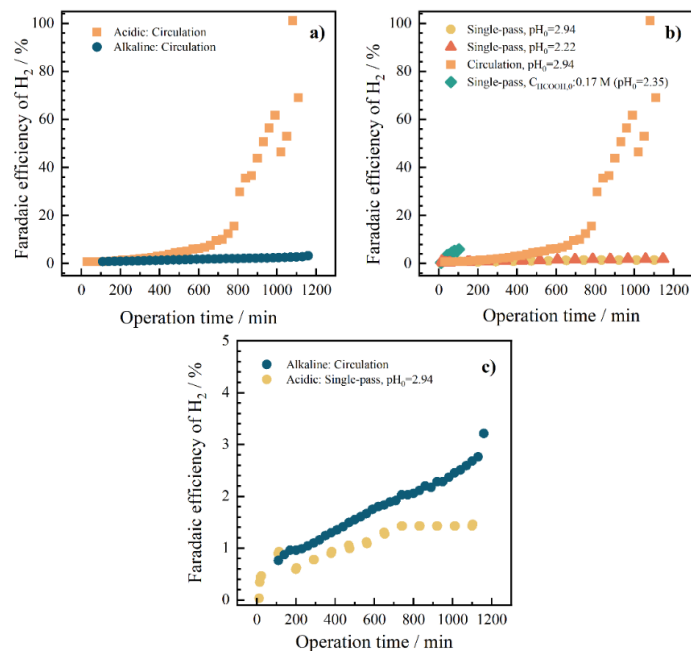 Acidic: Circulation
Alkaline: Circulation
a)
100
80
60
40
20
0
0 200 400 600 800 1000 1200
Faradaic efficiency of H₂ / %
Operation time / min
Single-pass, pH₀=2.94
Single-pass, pH₀=2.22
Circulation, pH₀=2.94
Single-pass, C_HCOOH,0:0.17 M (pH₀=2.35)
b)
100
80
60
40
20
0
0 200 400 600 800 1000 1200
Faradaic efficiency of H₂ / %
Operation time / min
Alkaline: Circulation
Acidic: Single-pass, pH₀=2.94
c)
5
4
3
2
1
0
0 200 400 600 800 1000 1200
Faradaic efficiency of H₂ / %
Operation time / min